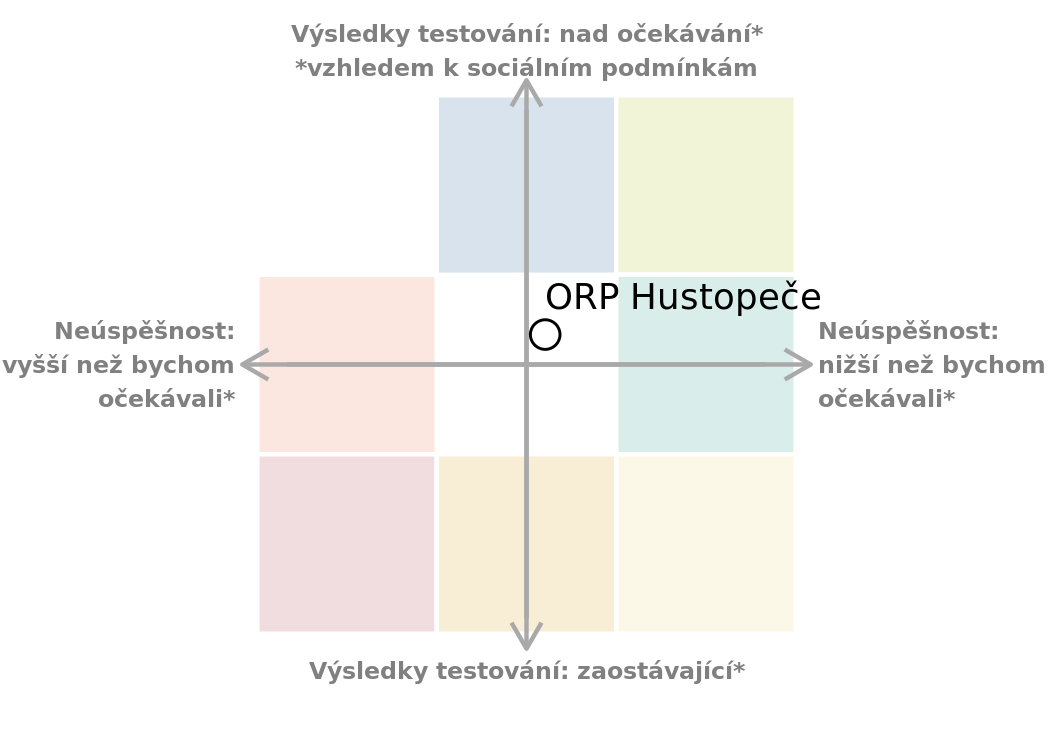 Výsledky testování: nad očekávání*
*vzhledem k sociálním podmínkám
ORP Hustopeče
Neúspěšnost:
vyšší než bychom
očekávali*
Neúspěšnost:
nižší než bychom
očekávali*
Výsledky testování: zaostávající*